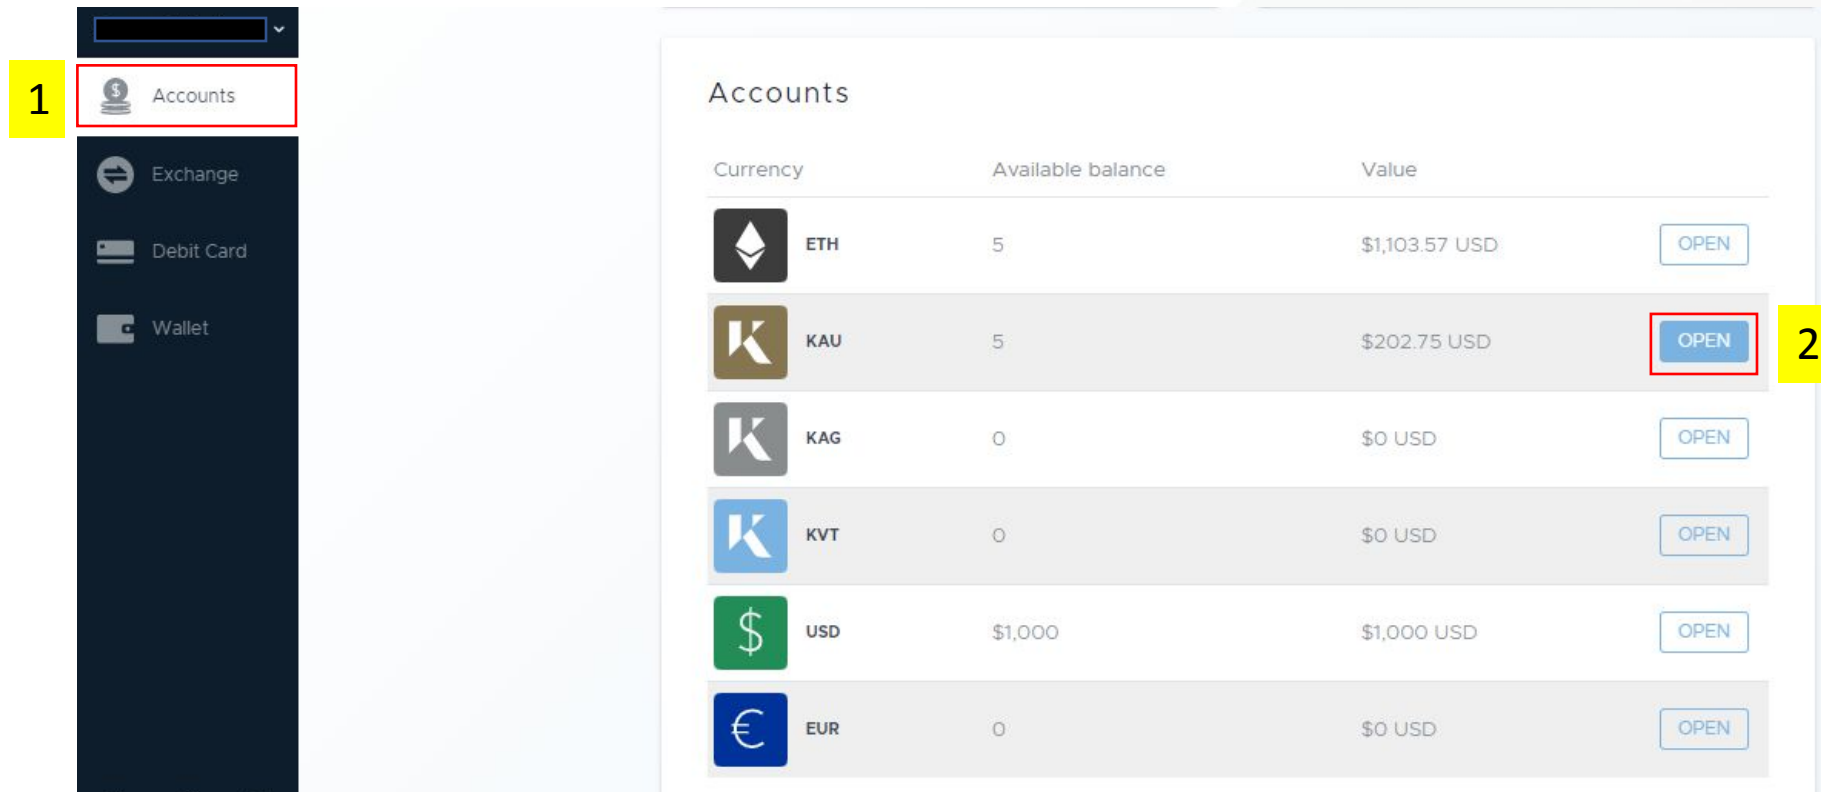 1
Accounts
Exchange
Debit Card
Wallet
Accounts
Currency Available balance Value
ETH 5 $1,103.57 USD OPEN
KAU 5 $202.75 USD OPEN
2
KAG 0 $0 USD OPEN
KVT 0 $0 USD OPEN
$ USD $1,000 $1,000 USD OPEN
€ EUR 0 $0 USD OPEN